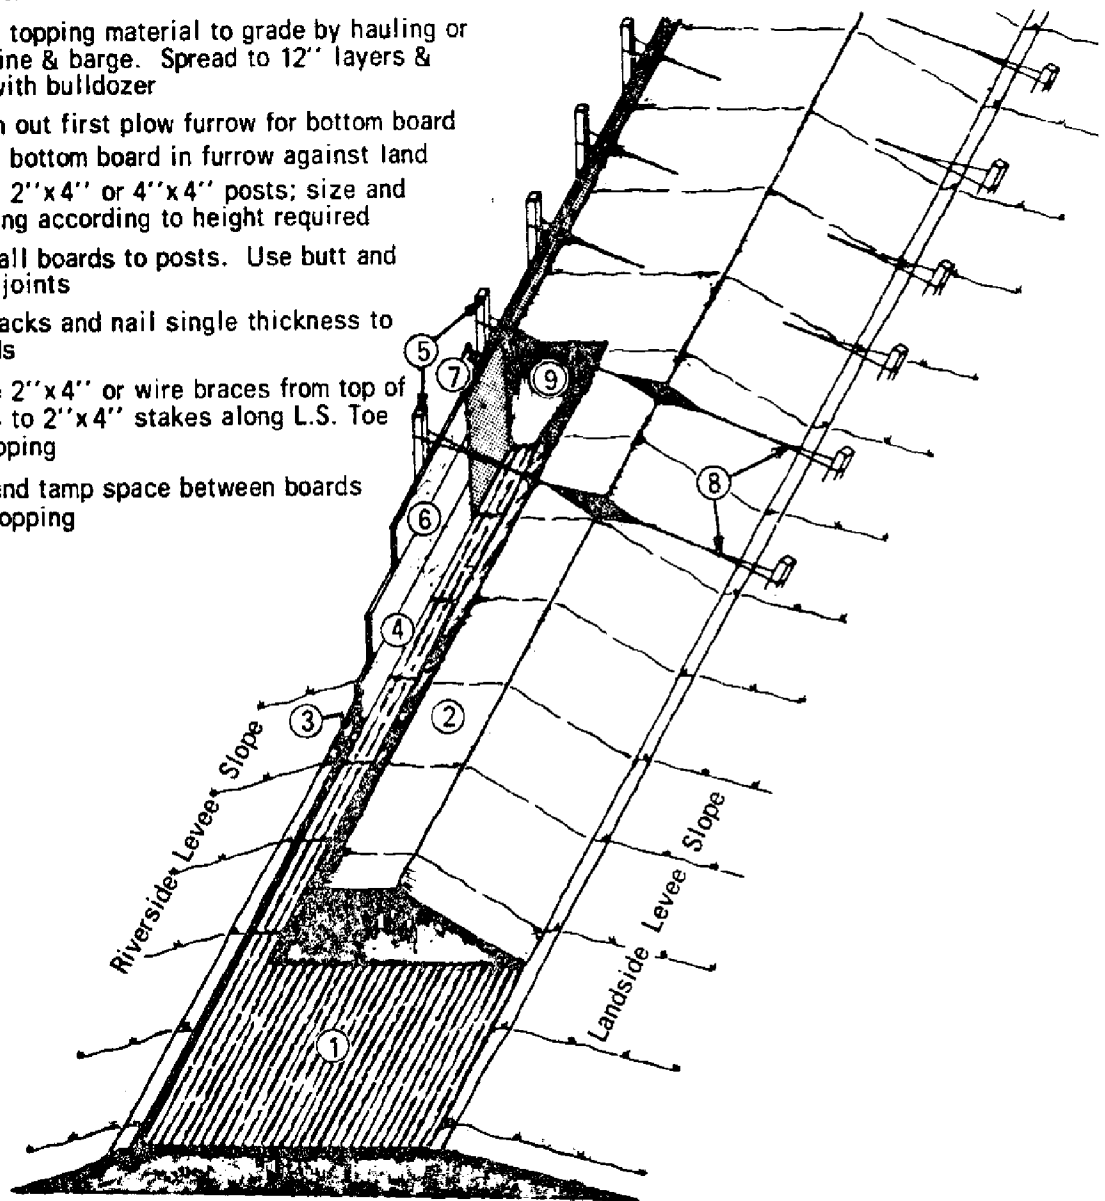 topping material to grade by hauling or
ine & barge. Spread to 12'' layers &
with bulldozer
out first plow furrow for bottom board
bottom board in furrow against land
2''x4'' or 4''x4'' posts; size and
ng according to height required
all boards to posts. Use butt and
joints
acks and nail single thickness to
ls
2''x4'' or wire braces from top of
to 2''x4'' stakes along L.S. Toe
pping
and tamp space between boards
opping
5
7
9
8
6
4
3
2
1
Riverside Levee Slope
Landside Levee Slope